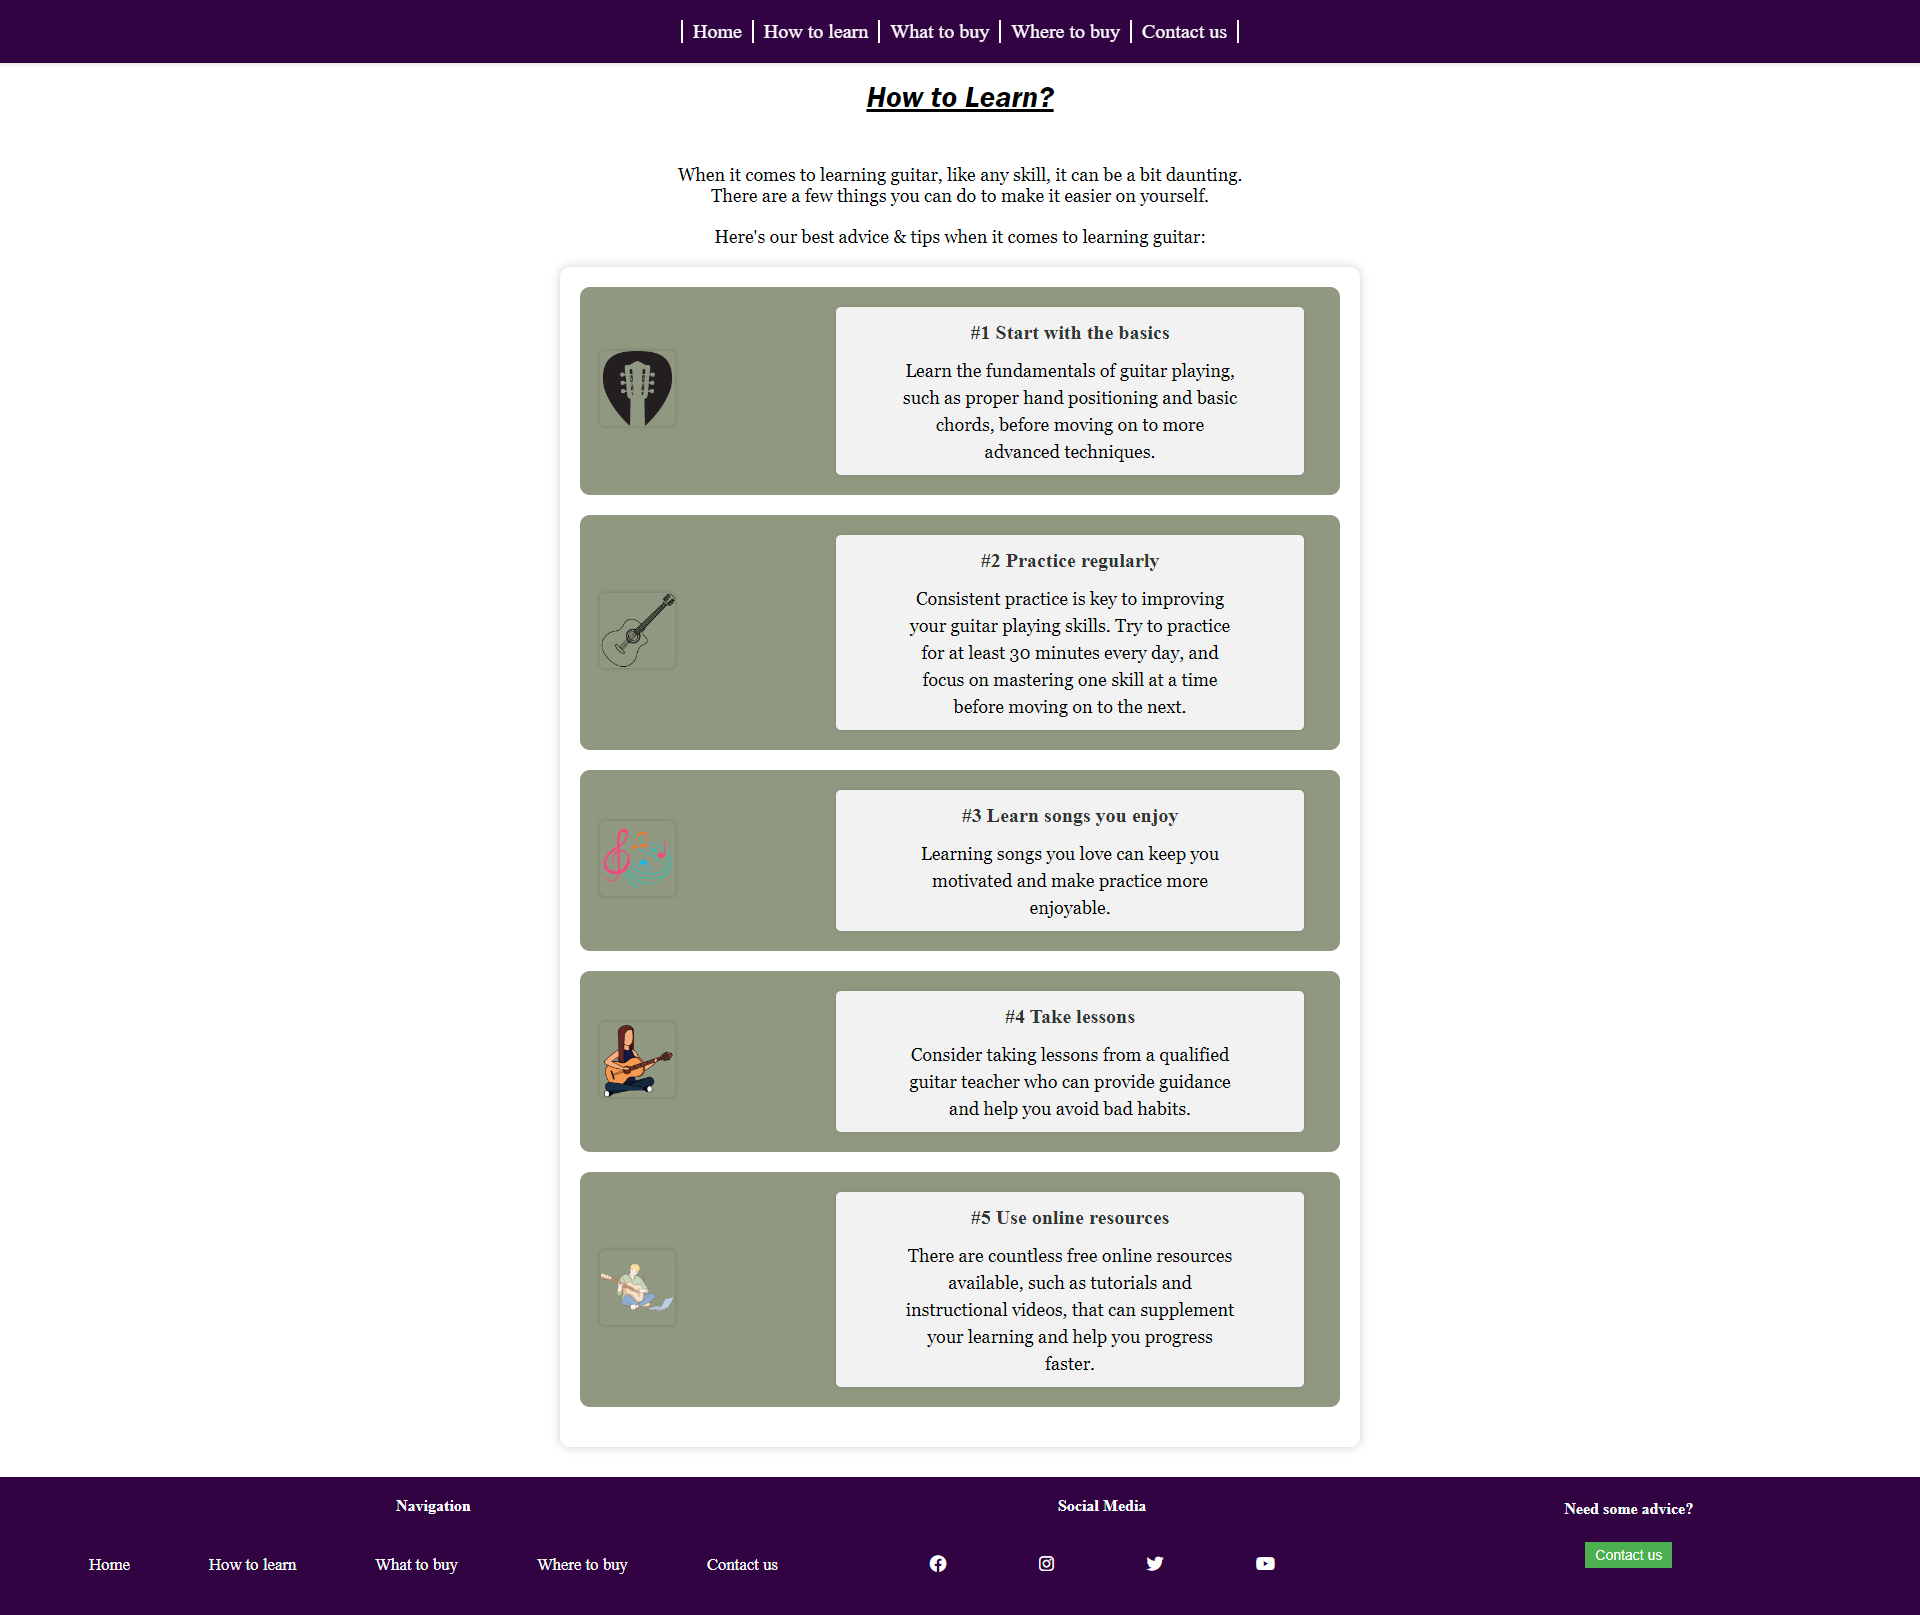 Home
How to learn
What to buy
Where to buy
Contact us
How to Learn?
When it comes to learning guitar, like any skill, it can be a bit daunting.
There are a few things you can do to make it easier on yourself.
Here's our best advice & tips when it comes to learning guitar:
#1 Start with the basics
Learn the fundamentals of guitar playing,
such as proper hand positioning and basic
chords, before moving on to more
advanced techniques.
#2 Practice regularly
Consistent practice is key to improving
your guitar playing skills. Try to practice
for at least 30 minutes every day, and
focus on mastering one skill at a time
before moving on to the next.
#3 Learn songs you enjoy
Learning songs you love can keep you
motivated and make practice more
enjoyable.
#4 Take lessons
Consider taking lessons from a qualified
guitar teacher who can provide guidance
and help you avoid bad habits.
#5 Use online resources
There are countless free online resources
available, such as tutorials and
instructional videos, that can supplement
your learning and help you progress
faster.
Navigation
Home
How to learn
What to buy
Where to buy
Contact us
Social Media
Need some advice?
Contact us